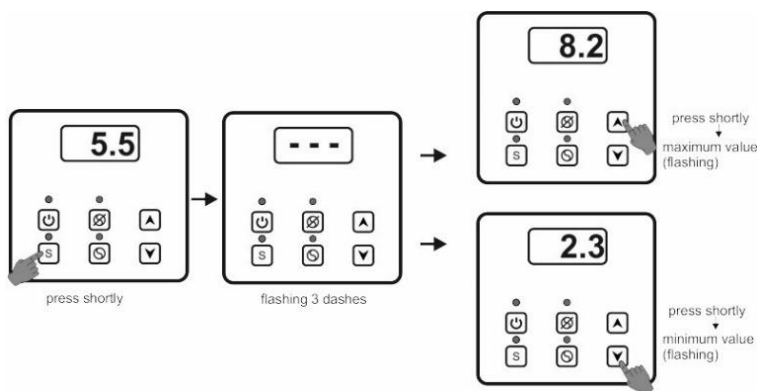 5.5
S
press shortly
- - -
S
flashing 3 dashes
8.2
S
press shortly
maximum value
(flashing)
2.3
S
press shortly
minimum value
(flashing)